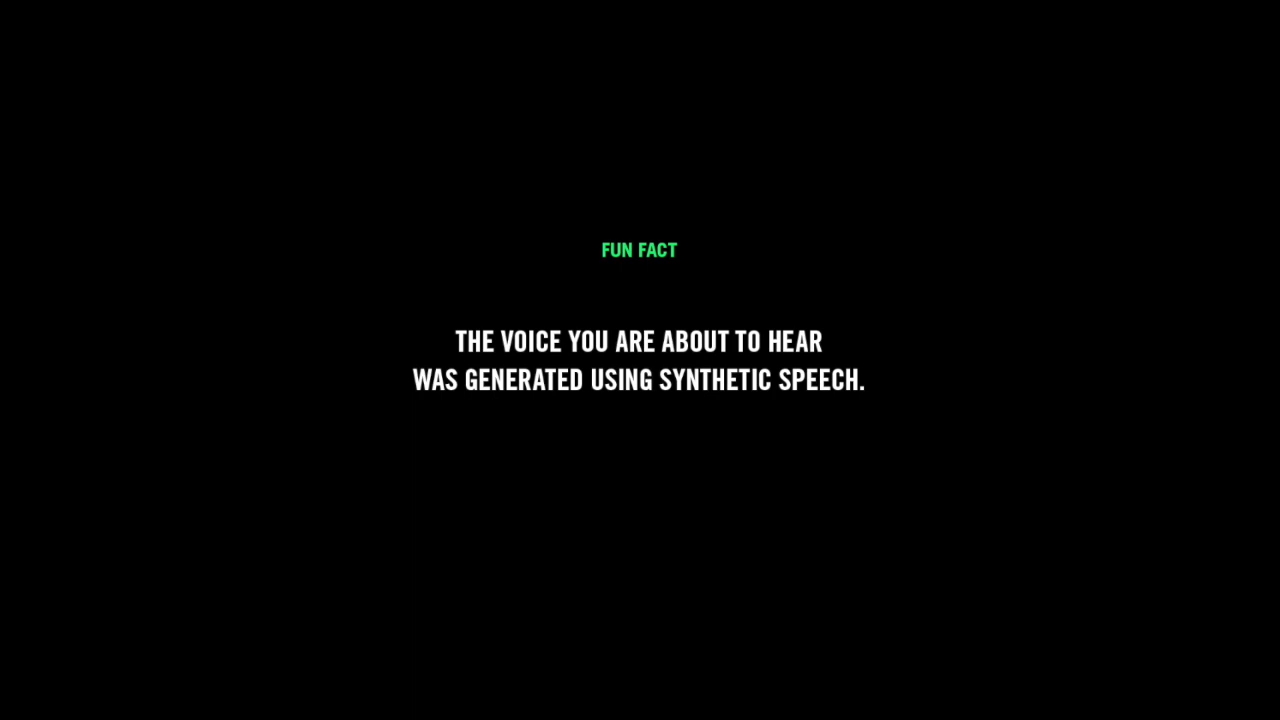 FUN FACT
THE VOICE YOU ARE ABOUT TO HEAR
WAS GENERATED USING SYNTHETIC SPEECH.